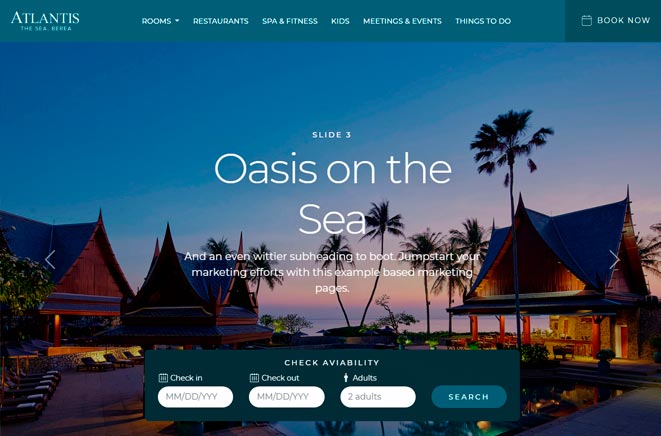 ATLANTIS
THE SEA, BEREA
ROOMS
RESTAURANTS
SPA & FITNESS
KIDS
MEETINGS & EVENTS
THINGS TO DO
BOOK NOW
SLIDE 3
Oasis on the
Sea
And an even wittier subheading to boot. Jumpstart your
marketing efforts with this example based marketing
pages.
CHECK AVIABILITY
Check in
Check out
Adults
MM/DD/YYY
MM/DD/YYY
2 adults
SEARCH